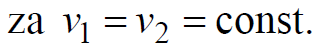 za v₁ = v₂ = const.